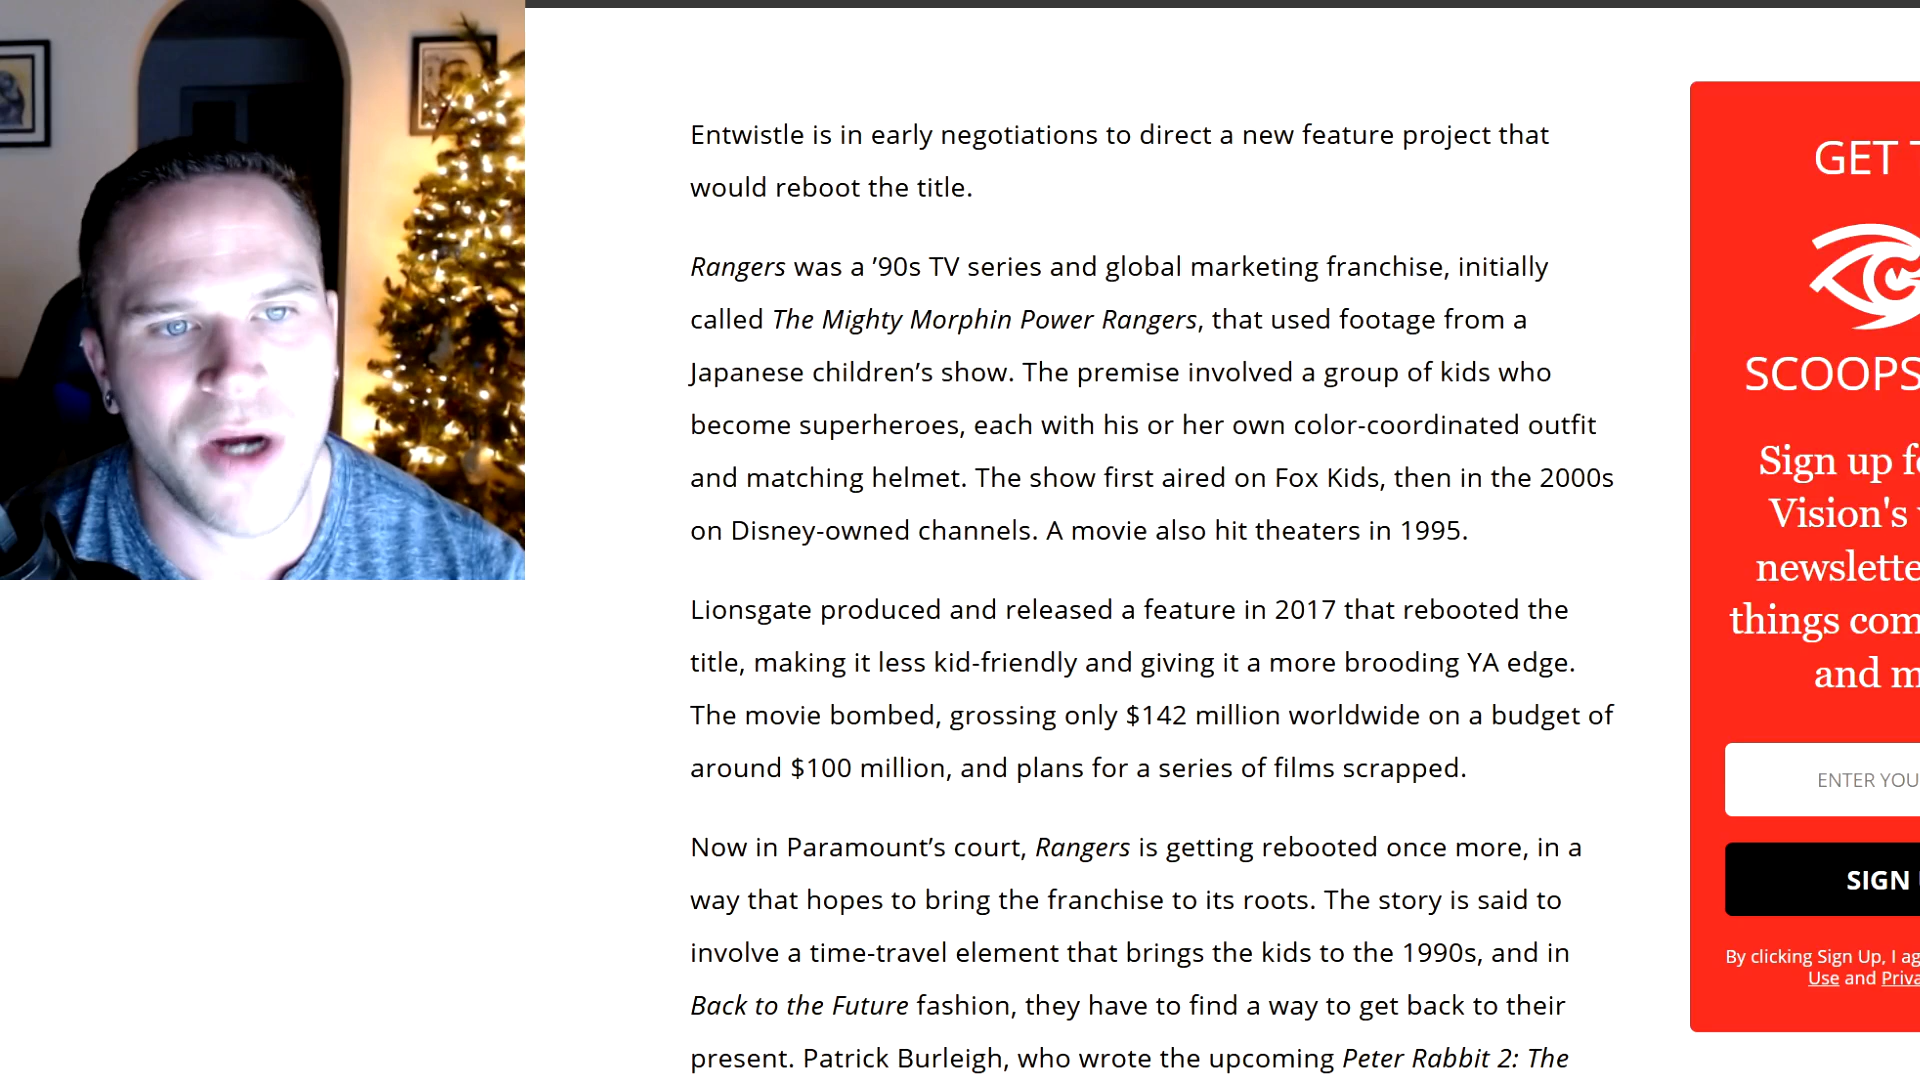 Entwistle is in early negotiations to direct a new feature project that
would reboot the title.
Rangers was a ’90s TV series and global marketing franchise, initially
called The Mighty Morphin Power Rangers, that used footage from a
Japanese children’s show. The premise involved a group of kids who
become superheroes, each with his or her own color-coordinated outfit
and matching helmet. The show first aired on Fox Kids, then in the 2000s
on Disney-owned channels. A movie also hit theaters in 1995.
Lionsgate produced and released a feature in 2017 that rebooted the
title, making it less kid-friendly and giving it a more brooding YA edge.
The movie bombed, grossing only $142 million worldwide on a budget of
around $100 million, and plans for a series of films scrapped.
Now in Paramount’s court, Rangers is getting rebooted once more, in a
way that hopes to bring the franchise to its roots. The story is said to
involve a time-travel element that brings the kids to the 1990s, and in
Back to the Future fashion, they have to find a way to get back to their
present. Patrick Burleigh, who wrote the upcoming Peter Rabbit 2: The
GET
SCOOPS
Sign up
Vision's
newslette
things com
and m
ENTER YOU
SIGN
By clicking Sign Up, I ag
Use and Priva